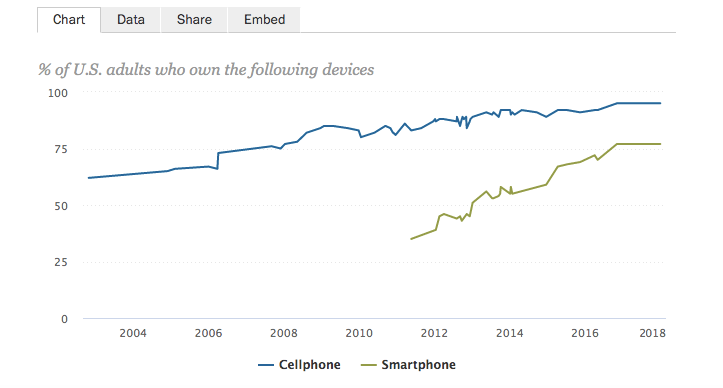 Chart Data Share Embed
% of U.S. adults who own the following devices
100
75
50
25
0
2004 2006 2008 2010 2012 2014 2016 2018
Cellphone Smartphone